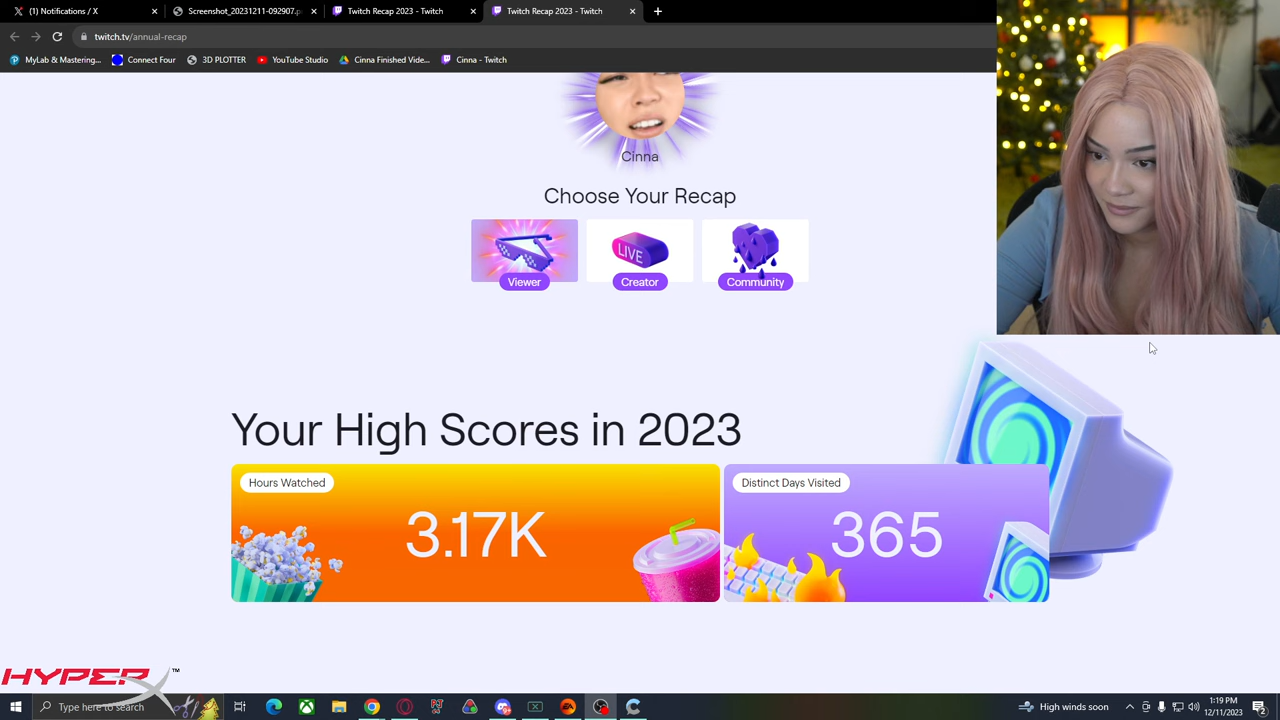 (1) Notifications / X
Screenshot_20231211-092907.p
Twitch Recap 2023 - Twitch
Twitch Recap 2023 - Twitch
twitch.tv/annual-recap
MyLab & Mastering...
Connect Four
3D PLOTTER
YouTube Studio
Cinna Finished Vide...
Cinna - Twitch
Cinna
Choose Your Recap
LIVE
Viewer
Creator
Community
Your High Scores in 2023
Hours Watched
3.17K
Distinct Days Visited
365
HYPERX™
Type here to search
High winds soon
1:19 PM
12/11/2023
2